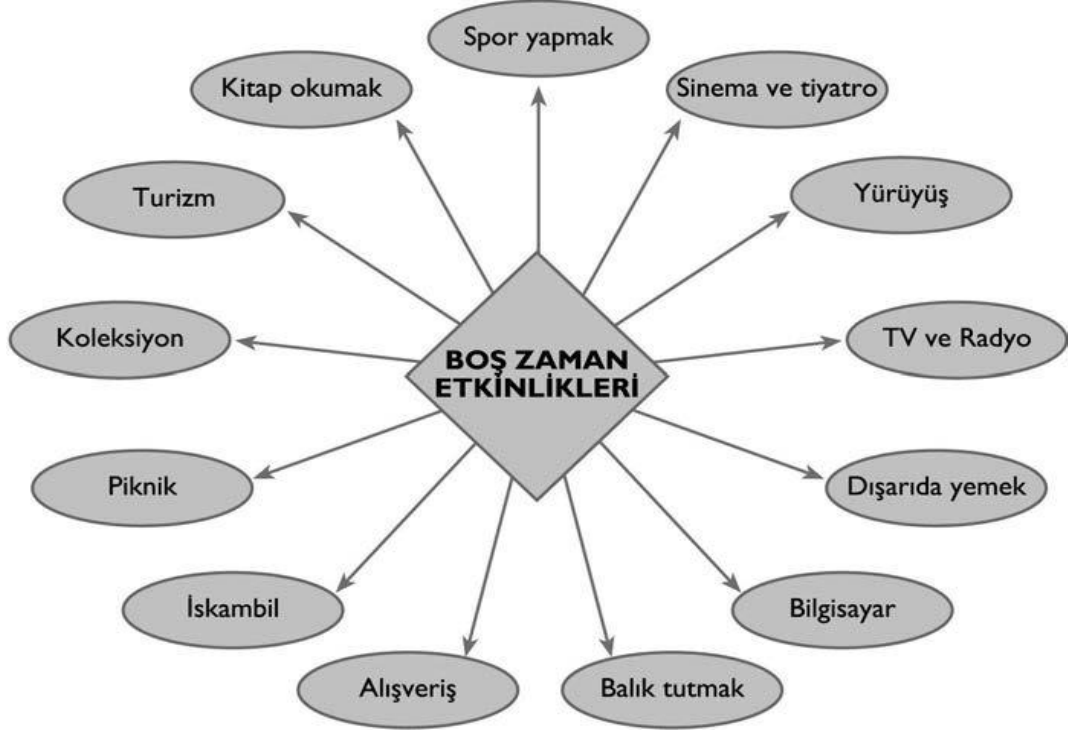 Spor yapmak
Kitap okumak
Sinema ve tiyatro
Turizm
Yürüyüş
Koleksiyon
TV ve Radyo
BOŞ ZAMAN
ETKİNLİKLERİ
Piknik
Dışarıda yemek
İskambil
Bilgisayar
Alışveriş
Balık tutmak